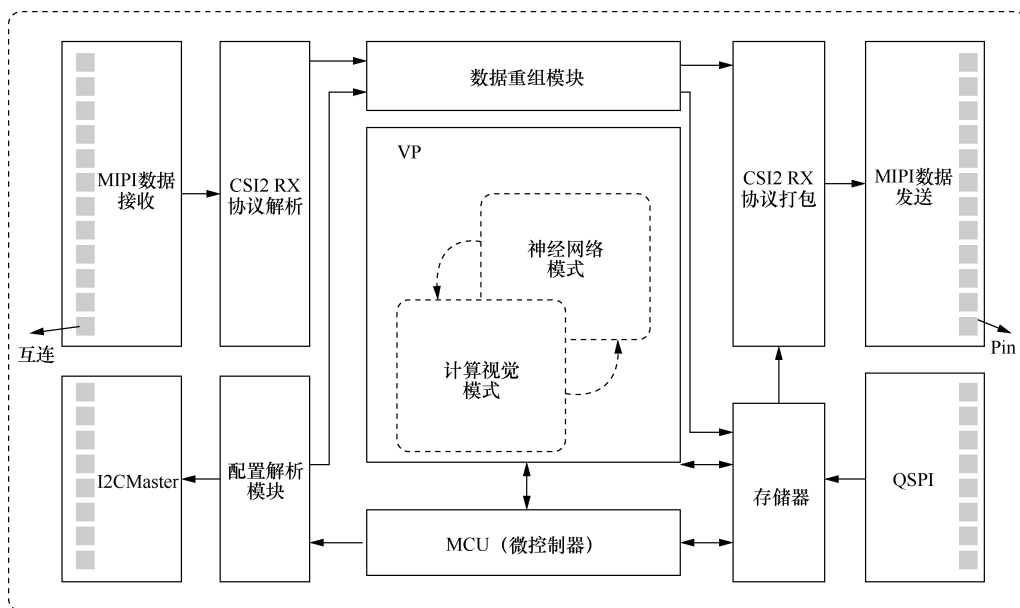 数据重组模块
VP
MIPI数据
接收
CSI2 RX
协议解析
神经网络
模式
计算视觉
模式
CSI2 RX
协议打包
MIPI数据
发送
互连
Pin
I2CMaster
配置解析
模块
MCU（微控制器）
存储器
QSPI